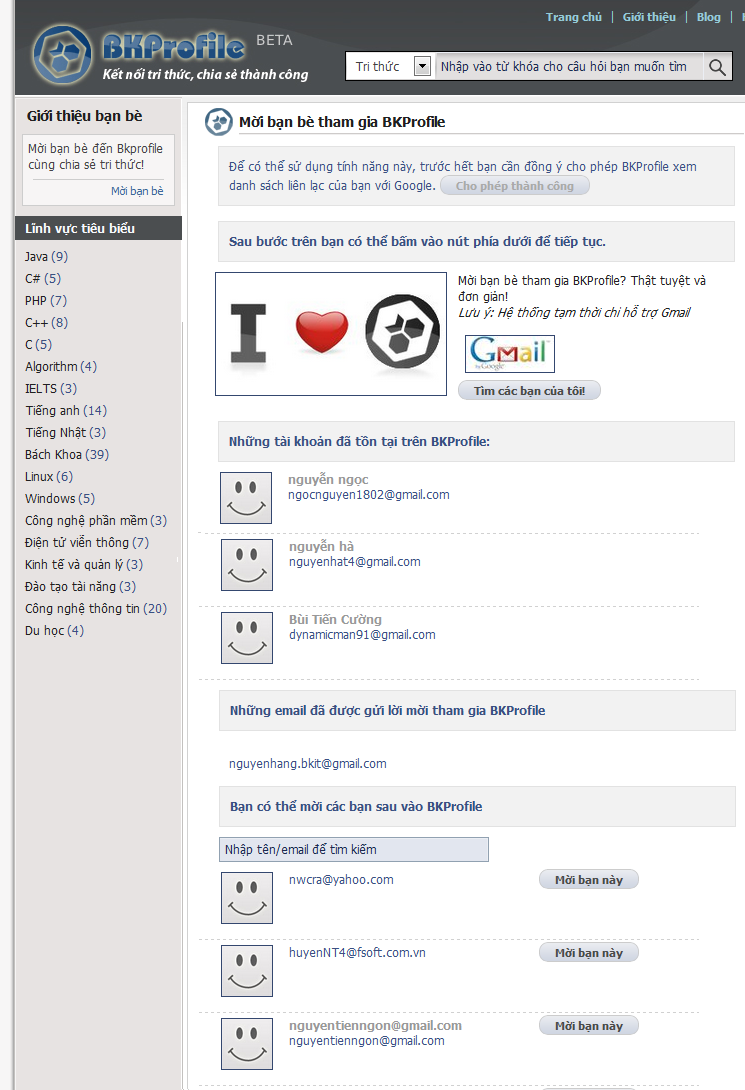 Trang chủ | Giới thiệu | Blog |
BKProfile BETA
Kết nối tri thức, chia sẻ thành công
Tri thức
Nhập vào từ khóa cho câu hỏi bạn muốn tìm
Giới thiệu bạn bè
Mời bạn bè đến Bkprofile
cùng chia sẻ tri thức!
Mời bạn bè
Lĩnh vực tiêu biểu
Java (9)
C# (5)
PHP (7)
C++ (8)
C (5)
Algorithm (4)
IELTS (3)
Tiếng anh (14)
Tiếng Nhật (3)
Bách Khoa (39)
Linux (6)
Windows (5)
Công nghệ phần mềm (3)
Điện tử viễn thông (7)
Kinh tế và quản lý (3)
Đào tạo tài năng (3)
Công nghệ thông tin (20)
Du học (4)
Mời bạn bè tham gia BKProfile
Để có thể sử dụng tính năng này, trước hết bạn cần đồng ý cho phép BKProfile xem
danh sách liên lạc của bạn với Google. Cho phép thành công
Sau bước trên bạn có thể bấm vào nút phía dưới để tiếp tục.
I
Mời bạn bè tham gia BKProfile? Thật tuyệt và
đơn giản!
Lưu ý: Hệ thống tạm thời chỉ hỗ trợ Gmail
Gmail
by Google
Tìm các bạn của tôi!
Những tài khoản đã tồn tại trên BKProfile:
nguyễn ngọc
ngocnguyen1802@gmail.com
nguyễn hà
nguyenhat4@gmail.com
Bùi Tiến Cường
dynamicman91@gmail.com
Những email đã được gửi lời mời tham gia BKProfile
nguyenhang.bkit@gmail.com
Bạn có thể mời các bạn sau vào BKProfile
Nhập tên/email để tìm kiếm
nwcra@yahoo.com Mời bạn này
huyenNT4@fsoft.com.vn Mời bạn này
nguyentienngon@gmail.com Mời bạn này
nguyentienngon@gmail.com